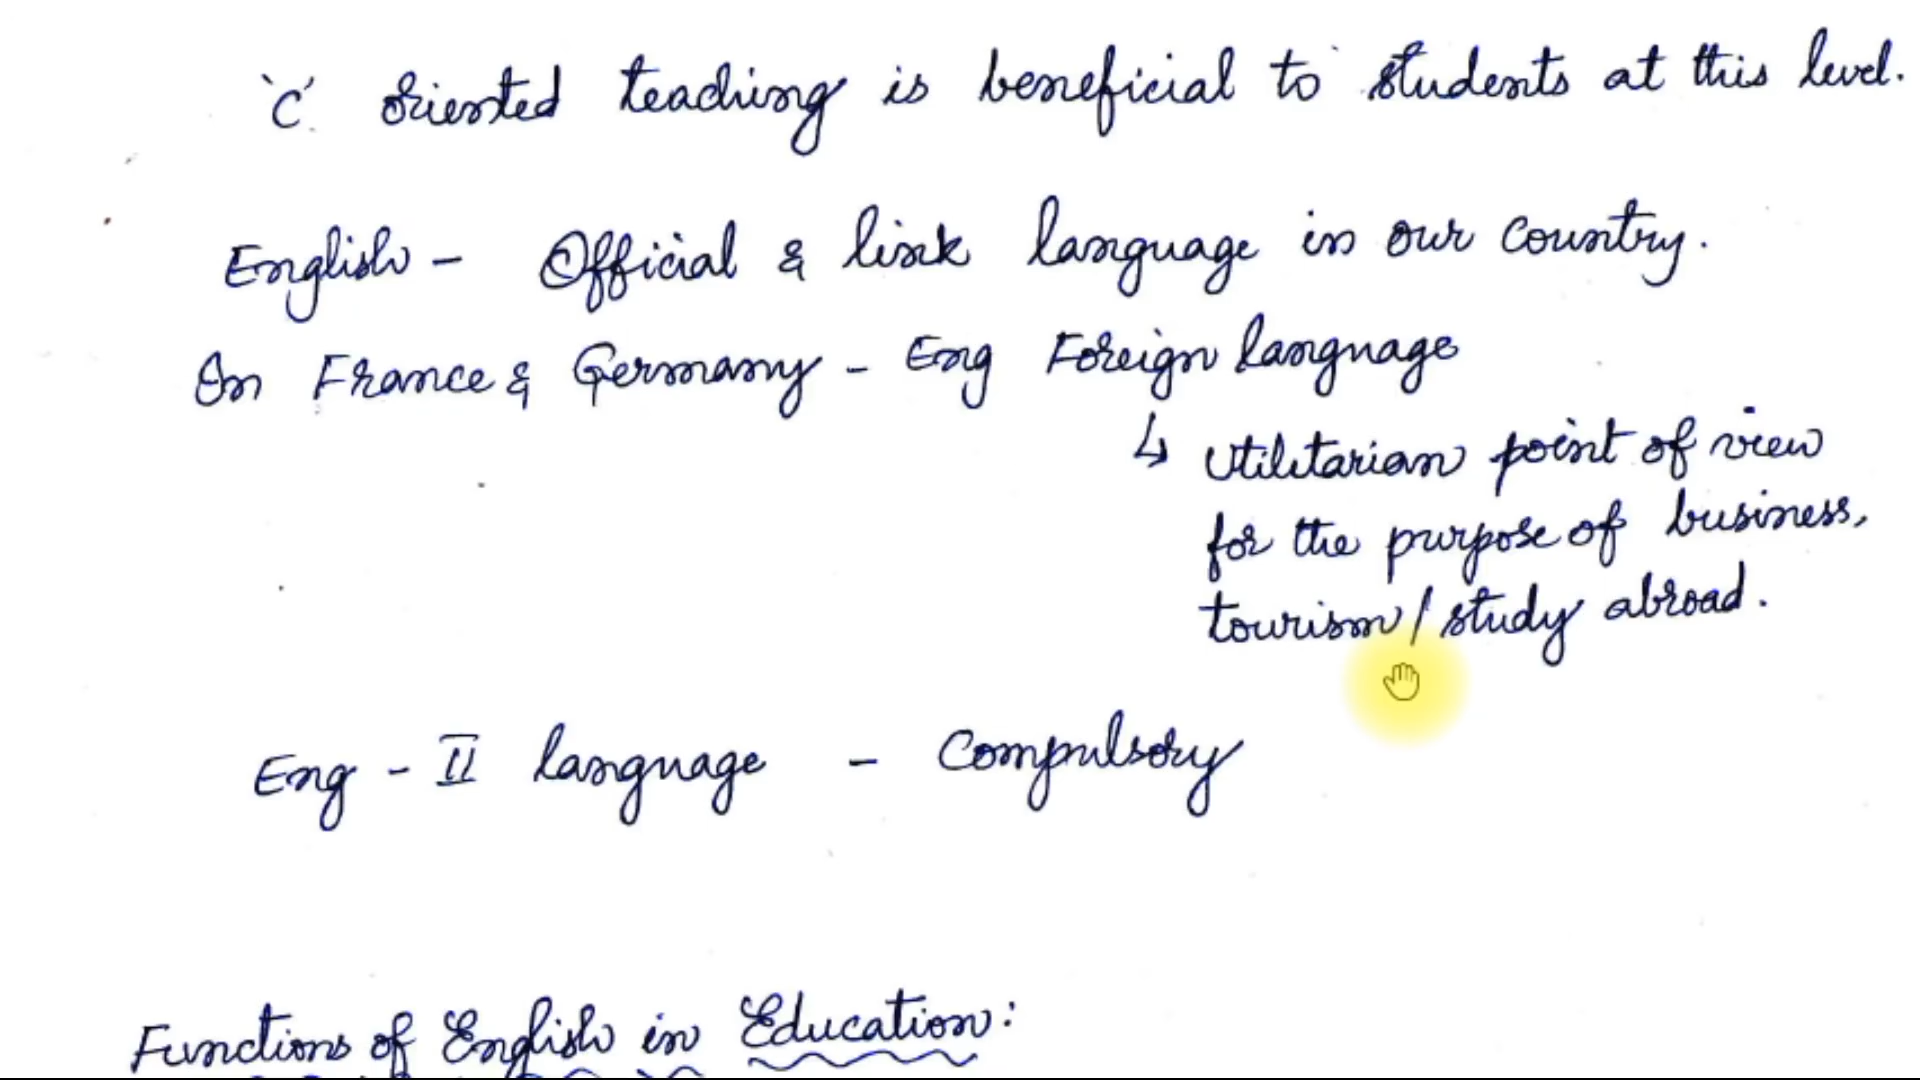 'C' oriented teaching is beneficial to students at this level.
English - Official & link language in our country.
In France & Germany - Eng Foreign language
↳ Utilitarian point of view
for the purpose of business,
tourism / study abroad.
Eng - II language - Compulsory
Functions of English in Education: